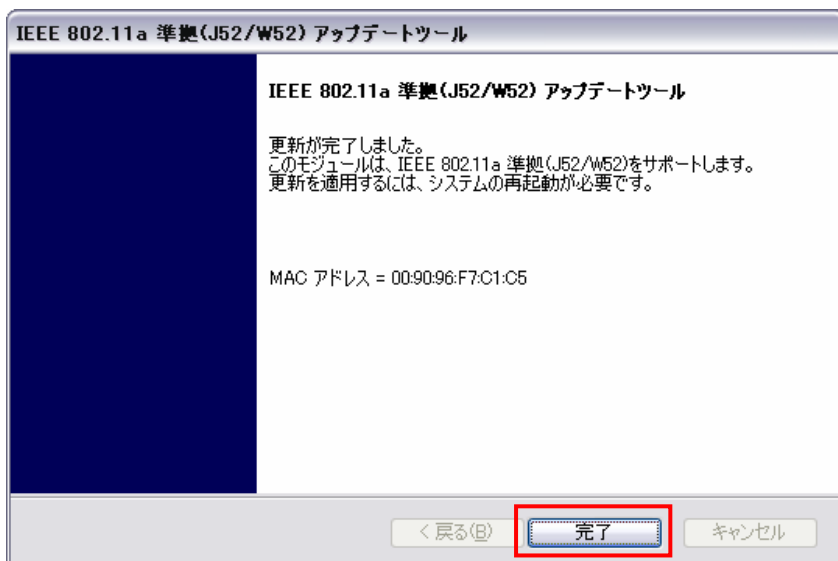 IEEE 802.11a 準拠(J52/W52) アップデートツール
IEEE 802.11a 準拠(J52/W52) アップデートツール
更新が完了しました。
このモジュールは、IEEE 802.11a 準拠(J52/W52)をサポートします。
更新を適用するには、システムの再起動が必要です。
MAC アドレス = 00:90:96:F7:C1:C5
< 戻る(B) 完了 キャンセル